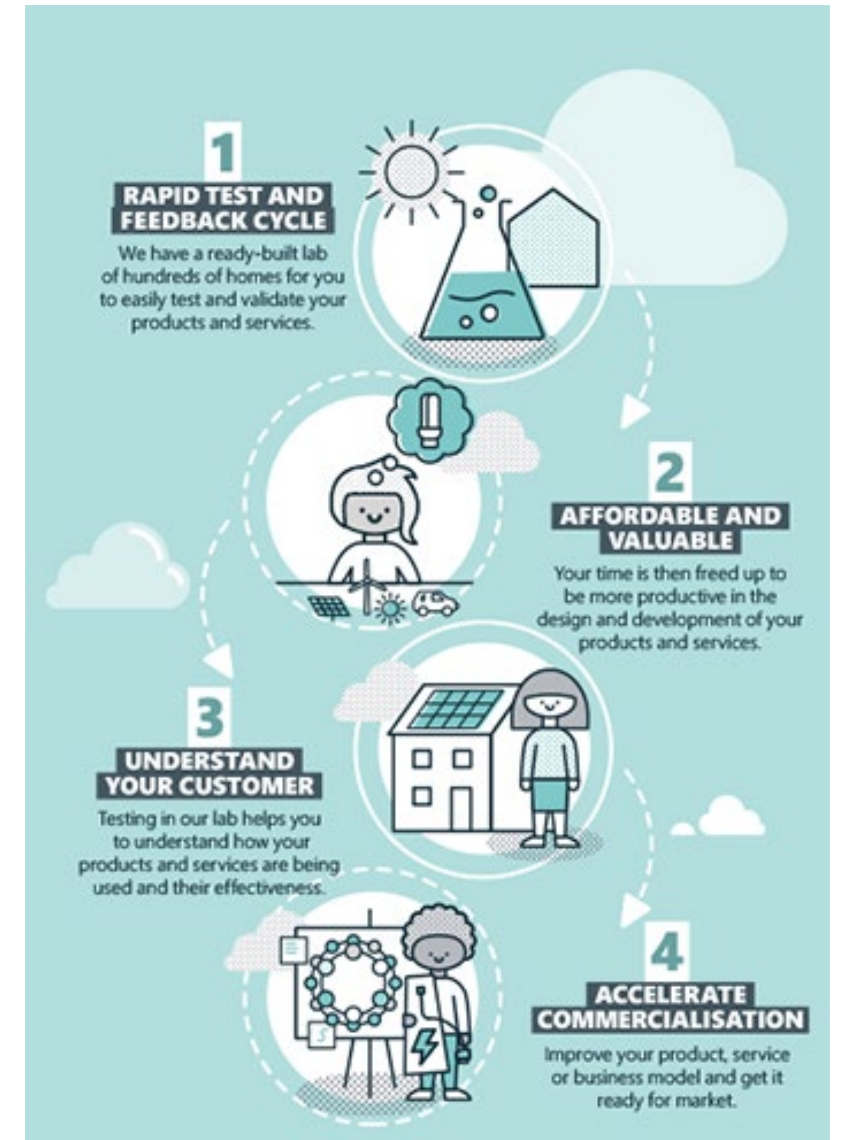 1
RAPID TEST AND
FEEDBACK CYCLE
We have a ready-built lab
of hundreds of homes for you
to easily test and validate your
products and services.
2
AFFORDABLE AND
VALUABLE
Your time is then freed up to
be more productive in the
design and development of your
products and services.
3
UNDERSTAND
YOUR CUSTOMER
Testing in our lab helps you
to understand how your
products and services are being
used and their effectiveness.
4
ACCELERATE
COMMERCIALISATION
Improve your product, service
or business model and get it
ready for market.